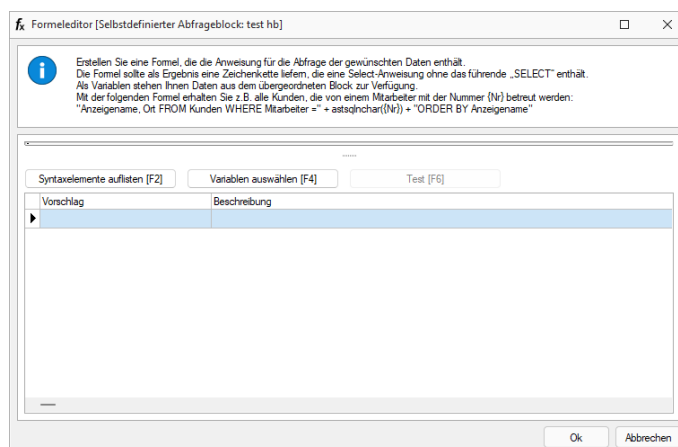 fx Formeleditor [Selbstdefinierter Abfrageblock: test hb]
Erstellen Sie eine Formel, die die Anweisung für die Abfrage der gewünschten Daten enthält.
Die Formel sollte als Ergebnis eine Zeichenkette liefern, die eine Select-Anweisung ohne das führende „SELECT" enthält.
Als Variablen stehen Ihnen Daten aus dem übergeordneten Block zur Verfügung.
Mit der folgenden Formel erhalten Sie z.B. alle Kunden, die von einem Mitarbeiter mit der Nummer {Nr} betreut werden:
"Anzeigename, Ort FROM Kunden WHERE Mitarbeiter =" + astsqlnchar({Nr}) + "ORDER BY Anzeigename"
Syntaxelemente auflisten [F2] Variablen auswählen [F4] Test [F6]
Vorschlag Beschreibung
Ok Abbrechen